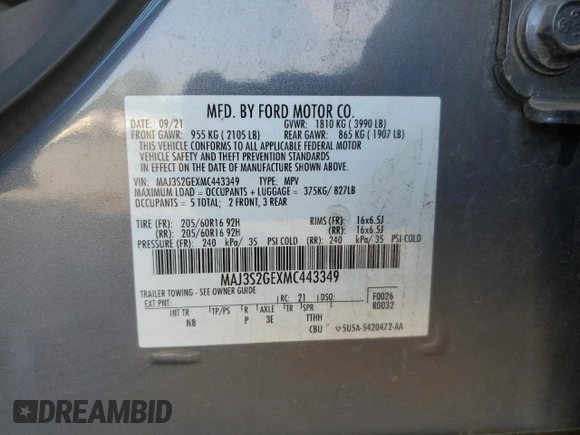 MFD. BY FORD MOTOR CO.
DATE: 09/21 GVWR: 1810 KG ( 3990 LB)
FRONT GAWR: 955 KG ( 2105 LB) REAR GAWR: 865 KG ( 1907 LB)
THIS VEHICLE CONFORMS TO ALL APPLICABLE FEDERAL MOTOR
VEHICLE SAFETY AND THEFT PREVENTION STANDARDS
IN EFFECT ON THE DATE OF MANUFACTURE SHOWN ABOVE.
VIN: MAJ3S2GEXMC443349 TYPE: MPV
MAXIMUM LOAD = OCCUPANTS + LUGGAGE = 375KG/ 827LB
OCCUPANTS = 5 TOTAL; 2 FRONT, 3 REAR
TIRE (FR): 205/60R16 92H RIMS (FR): 16x6.5J
(RR): 205/60R16 92H (RR): 16x6.5J
PRESSURE (FR): 240 kPa/ 35 PSI COLD (RR): 240 kPa/ 35 PSI COLD
MAJ3S2GEXMC443349
TRAILER TOWING - SEE OWNER GUIDE
EXT PNT: RC: 21 DSO: F0026
R0032
INT TR TP/PS R AXLE TR SPR
NB P 3E TTHH
CBU 5U5A-5420472-AA
DREAMBID